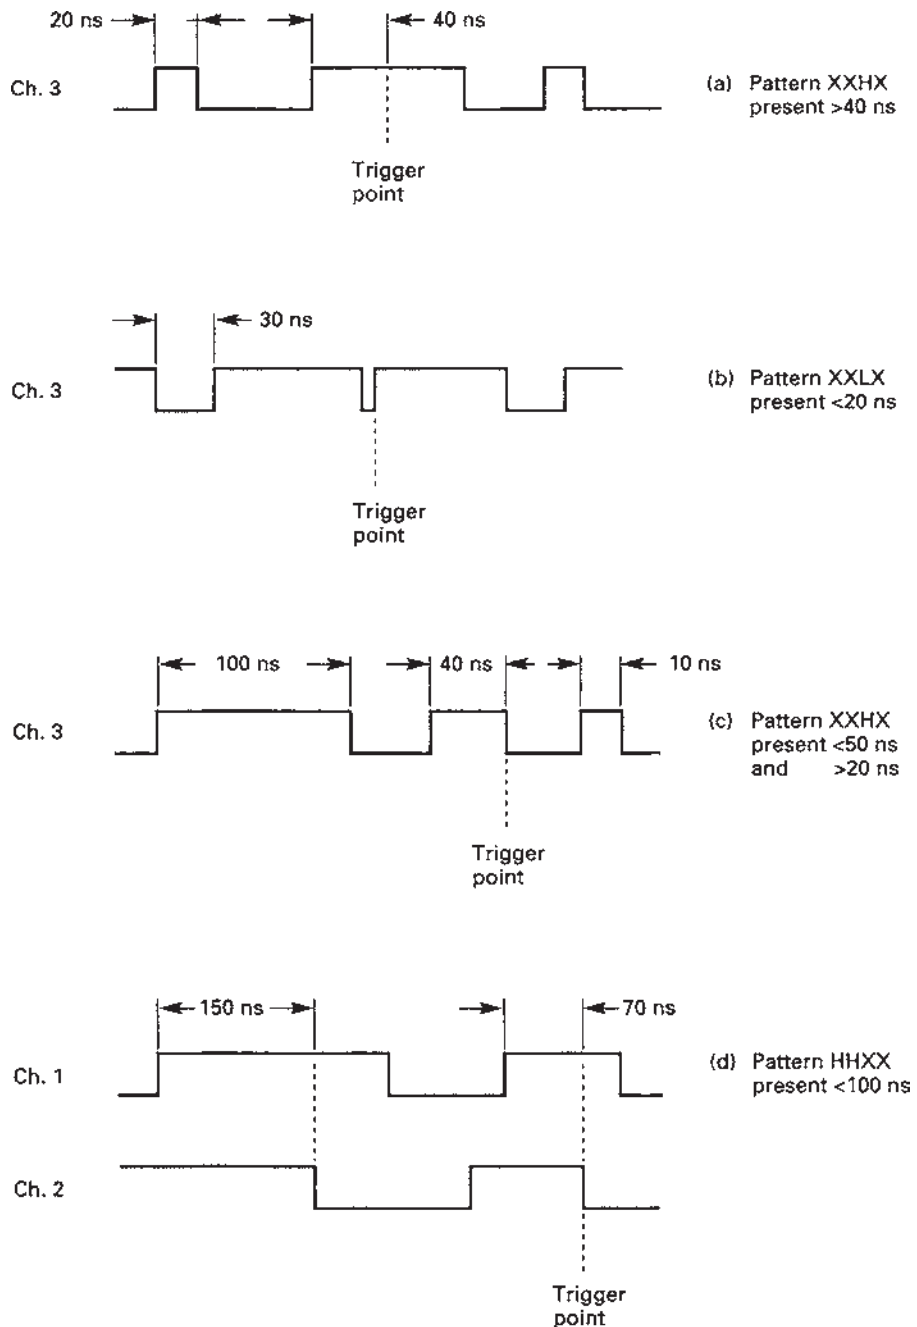 20 ns
40 ns
Ch. 3
(a) Pattern XXHX
present >40 ns
Trigger
point
30 ns
Ch. 3
(b) Pattern XXLX
present <20 ns
Trigger
point
100 ns
40 ns
10 ns
Ch. 3
(c) Pattern XXHX
present <50 ns
and >20 ns
Trigger
point
150 ns
70 ns
Ch. 1
(d) Pattern HHXX
present <100 ns
Ch. 2
Trigger
point